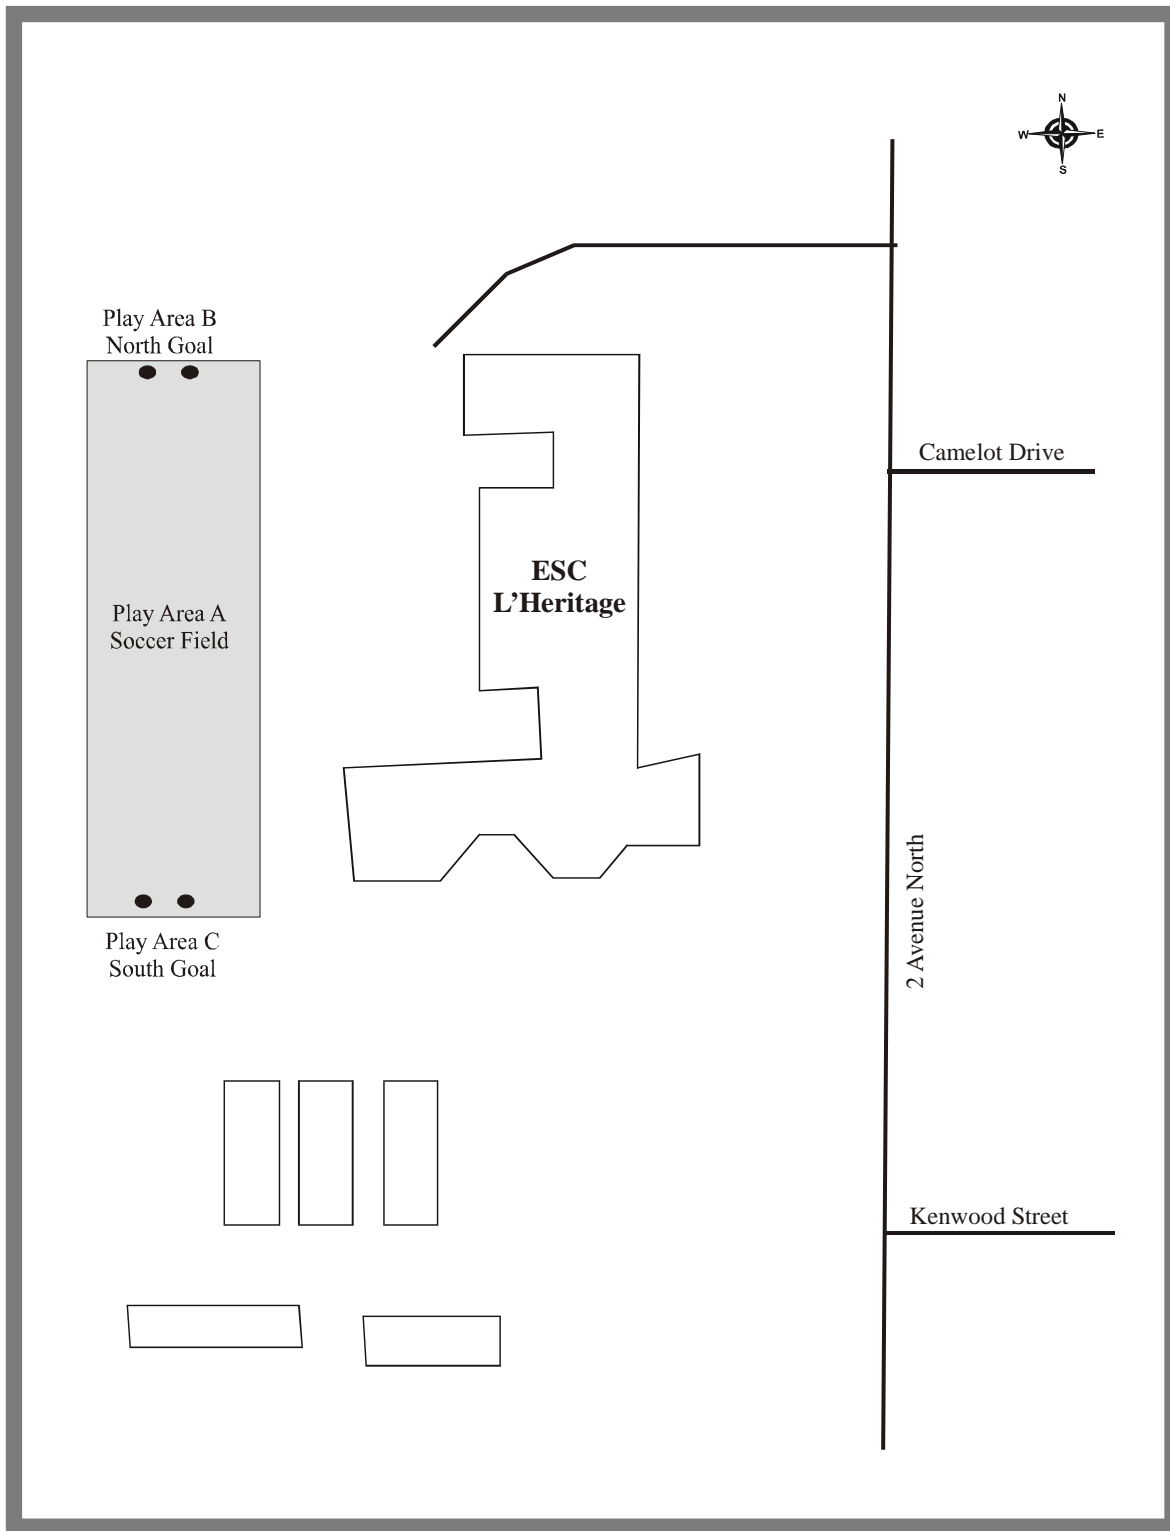 N
W E
S
Play Area B
North Goal
Camelot Drive
ESC
L'Heritage
Play Area A
Soccer Field
2 Avenue North
Play Area C
South Goal
Kenwood Street